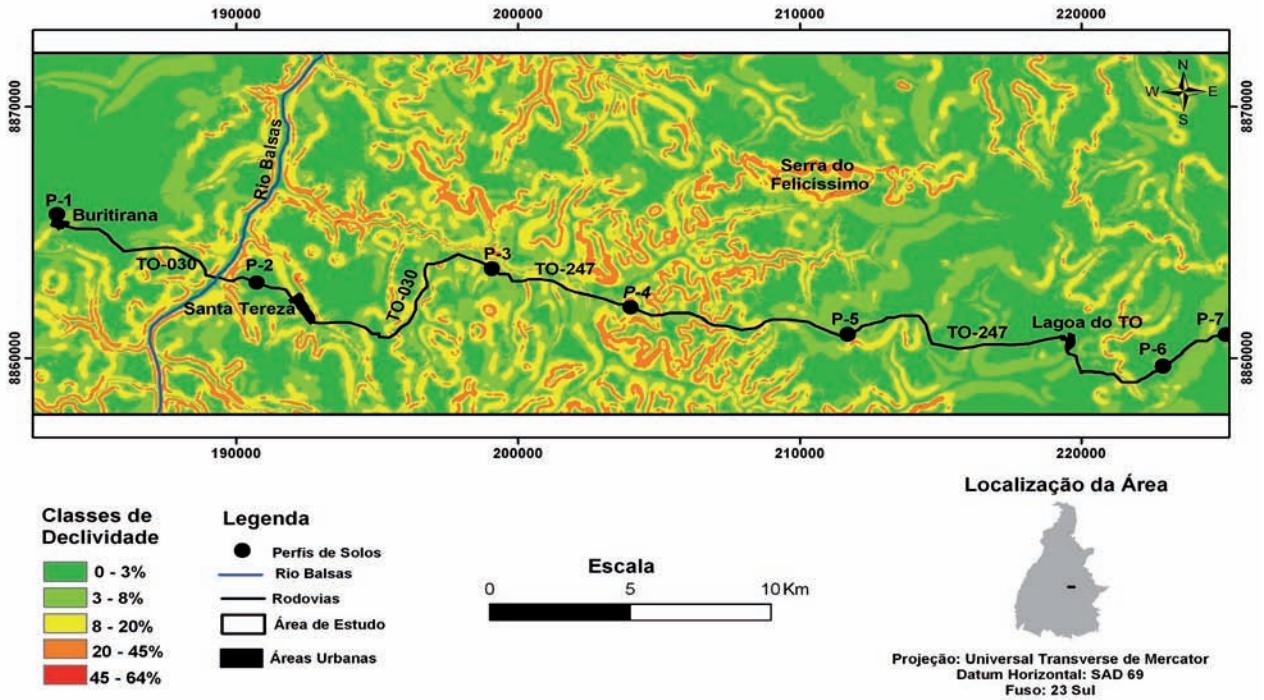 190000 200000 210000 220000
8870000
8870000
N
W E
S
Rio Balsas
Serra do
Felicíssimo
P-1
Buritirana
TO-030
P-2
Santa Tereza
TO-030
P-3
TO-247
P-4
P-5
TO-247
Lagoa do TO
P-6
P-7
8860000
8860000
190000 200000 210000 220000
Classes de
Declividade
0 - 3%
3 - 8%
8 - 20%
20 - 45%
45 - 64%
Legenda
Perfis de Solos
Rio Balsas
Rodovias
Área de Estudo
Áreas Urbanas
Escala
0 5 10 Km
Localização da Área
Projeção: Universal Transverse de Mercator
Datum Horizontal: SAD 69
Fuso: 23 Sul